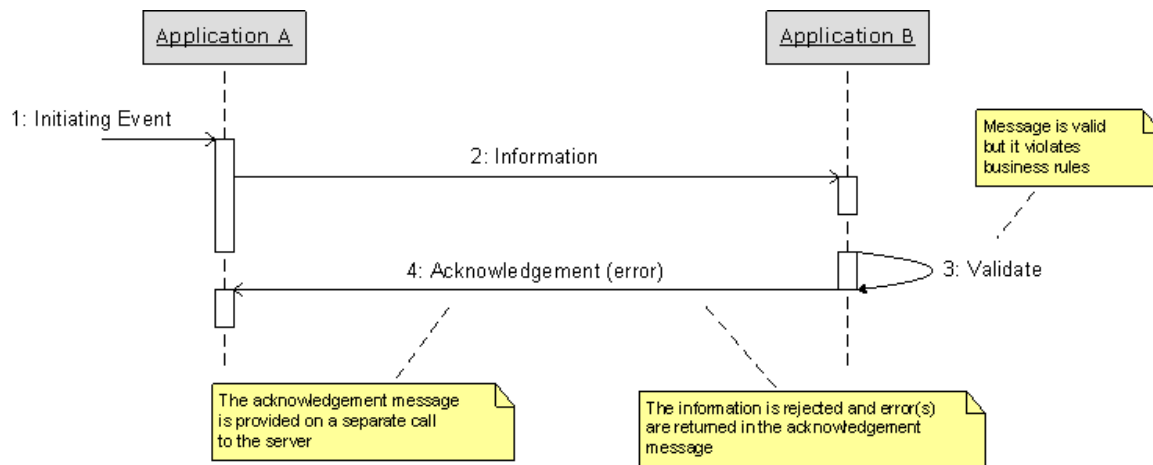 Application A
Application B
1: Initiating Event
Message is valid
but it violates
business rules
2: Information
4: Acknowledgement (error)
3: Validate
The acknowledgement message
is provided on a separate call
to the server
The information is rejected and error(s)
are returned in the acknowledgement
message